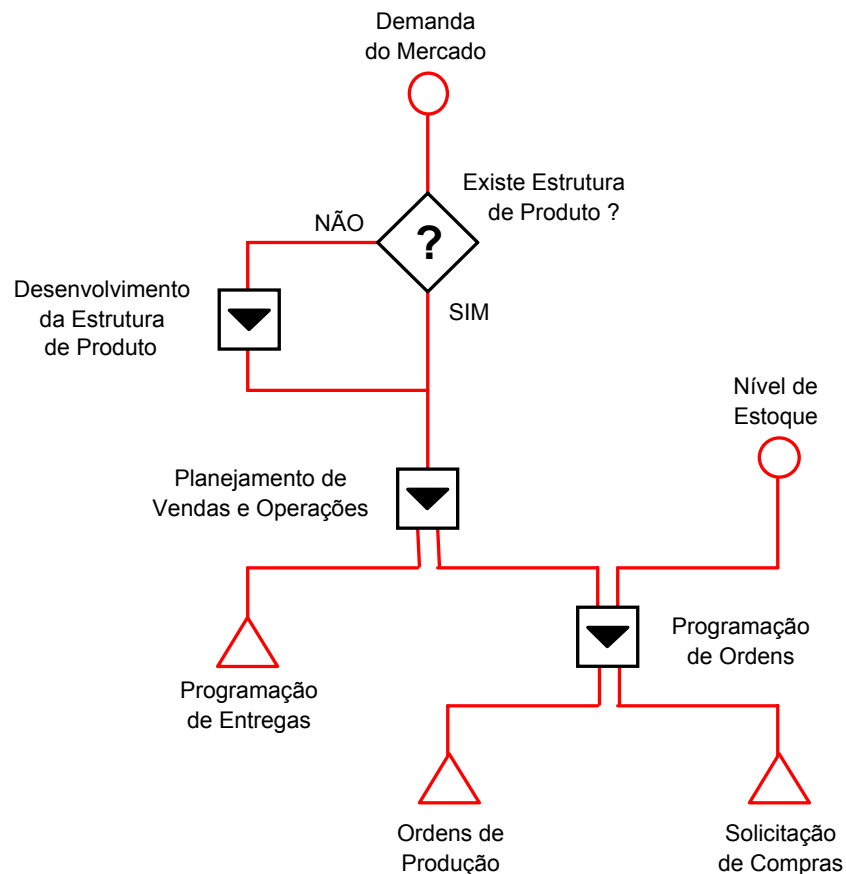 Demanda
do Mercado
Existe Estrutura
de Produto ?
NÃO
?
SIM
Desenvolvimento
da Estrutura
de Produto
Nível de
Estoque
Planejamento de
Vendas e Operações
Programação
de Ordens
Programação
de Entregas
Ordens de
Produção
Solicitação
de Compras